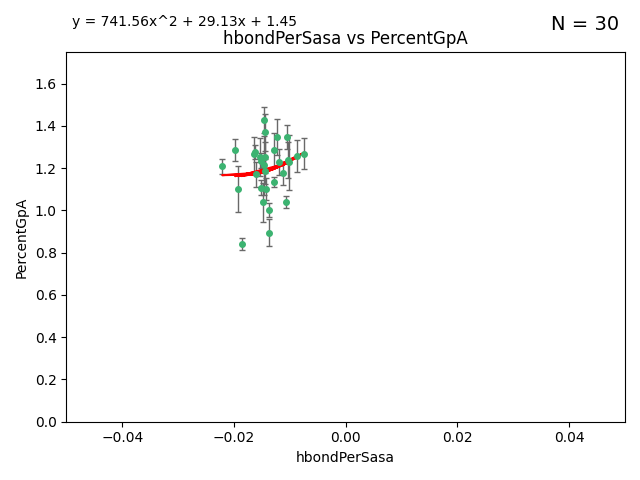 y = 741.56x^2 + 29.13x + 1.45
N = 30
hbondPerSasa vs PercentGpA
1.6
1.4
1.2
1.0
0.8
0.6
0.4
0.2
0.0
PercentGpA
−0.04
−0.02
0.00
0.02
0.04
hbondPerSasa